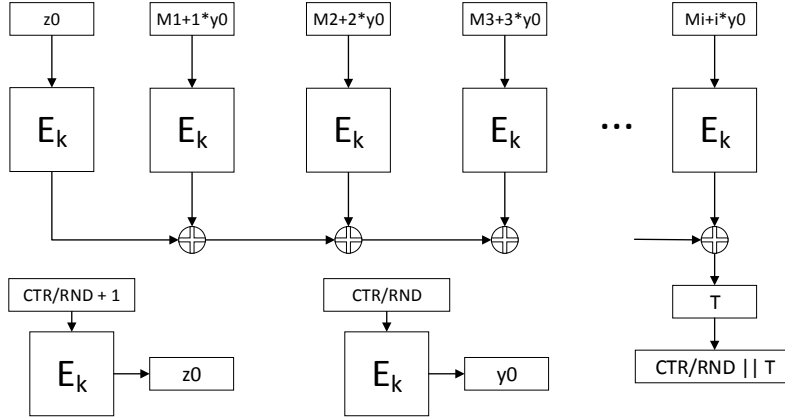 z0
M1+1*y0
M2+2*y0
M3+3*y0
Mi+i*y0
Ek
Ek
Ek
Ek
...
Ek
CTR/RND + 1
CTR/RND
T
Ek
z0
Ek
y0
CTR/RND || T